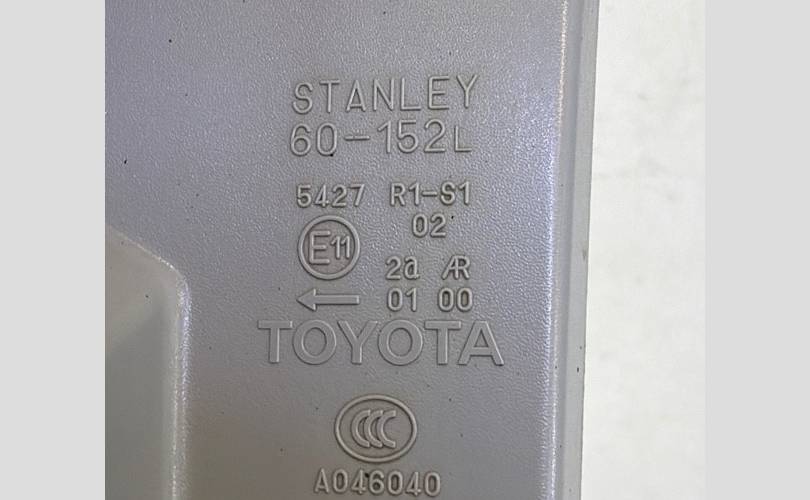 STANLEY
60-152L
5427 R1-S1
02
E11
2a AR
← 01 00
TOYOTA
CCC
A046040